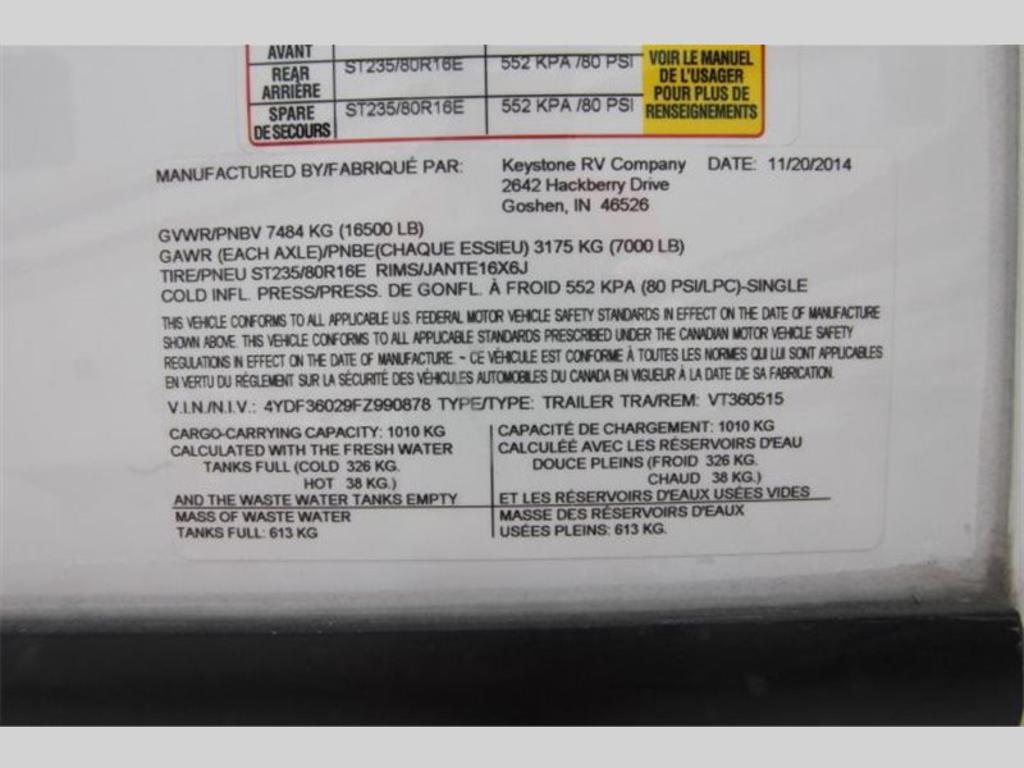 AVANT
REAR ST235/80R16E 552 KPA /80 PSI
ARRIÈRE
SPARE ST235/80R16E 552 KPA /80 PSI
DE SECOURS
VOIR LE MANUEL
DE L'USAGER
POUR PLUS DE
RENSEIGNEMENTS
MANUFACTURED BY/FABRIQUÉ PAR: Keystone RV Company DATE: 11/20/2014
2642 Hackberry Drive
Goshen, IN 46526
GVWR/PNBV 7484 KG (16500 LB)
GAWR (EACH AXLE)/PNBE(CHAQUE ESSIEU) 3175 KG (7000 LB)
TIRE/PNEU ST235/80R16E RIMS/JANTE16X6J
COLD INFL. PRESS/PRESS. DE GONFL. À FROID 552 KPA (80 PSI/LPC)-SINGLE
THIS VEHICLE CONFORMS TO ALL APPLICABLE U.S. FEDERAL MOTOR VEHICLE SAFETY STANDARDS IN EFFECT ON THE DATE OF MANUFACTURE
SHOWN ABOVE. THIS VEHICLE CONFORMS TO ALL APPLICABLE STANDARDS PRESCRIBED UNDER THE CANADIAN MOTOR VEHICLE SAFETY
REGULATIONS IN EFFECT ON THE DATE OF MANUFACTURE. ~ CE VÉHICULE EST CONFORME À TOUTES LES NORMES QUI LUI SONT APPLICABLES
EN VERTU DU RÉGLEMENT SUR LA SÉCURITÉ DES VÉHICULES AUTOMOBILES DU CANADA EN VIGUEUR À LA DATE DE SA FABRICATION.
V.I.N./N.I.V.: 4YDF36029FZ990878 TYPE/TYPE: TRAILER TRA/REM: VT360515
CARGO-CARRYING CAPACITY: 1010 KG
CALCULATED WITH THE FRESH WATER
TANKS FULL (COLD 326 KG.
HOT 38 KG.)
AND THE WASTE WATER TANKS EMPTY
MASS OF WASTE WATER
TANKS FULL: 613 KG
CAPACITÉ DE CHARGEMENT: 1010 KG
CALCULÉE AVEC LES RÉSERVOIRS D'EAU
DOUCE PLEINS (FROID 326 KG.
CHAUD 38 KG.)
ET LES RÉSERVOIRS D'EAUX USÉES VIDES
MASSE DES RÉSERVOIRS D'EAUX
USÉES PLEINS: 613 KG.